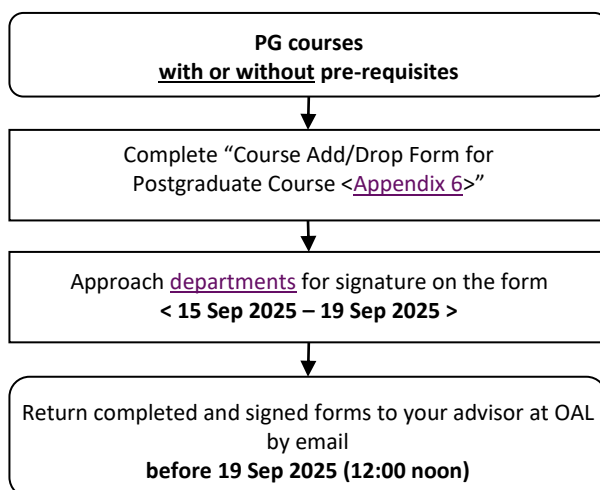 PG courses
with or without pre-requisites
Complete “Course Add/Drop Form for
Postgraduate Course <Appendix 6>”
Approach departments for signature on the form
< 15 Sep 2025 – 19 Sep 2025 >
Return completed and signed forms to your advisor at OAL
by email
before 19 Sep 2025 (12:00 noon)